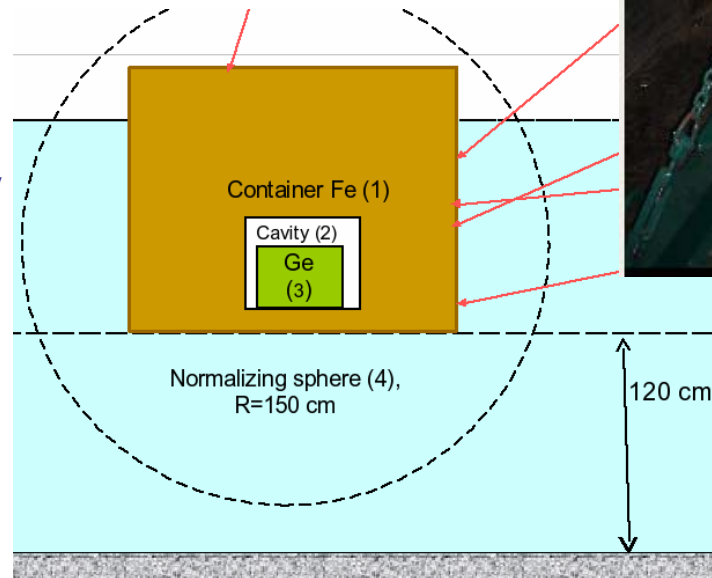 Container Fe (1)
Cavity (2)
Ge
(3)
Normalizing sphere (4),
R=150 cm
120 cm